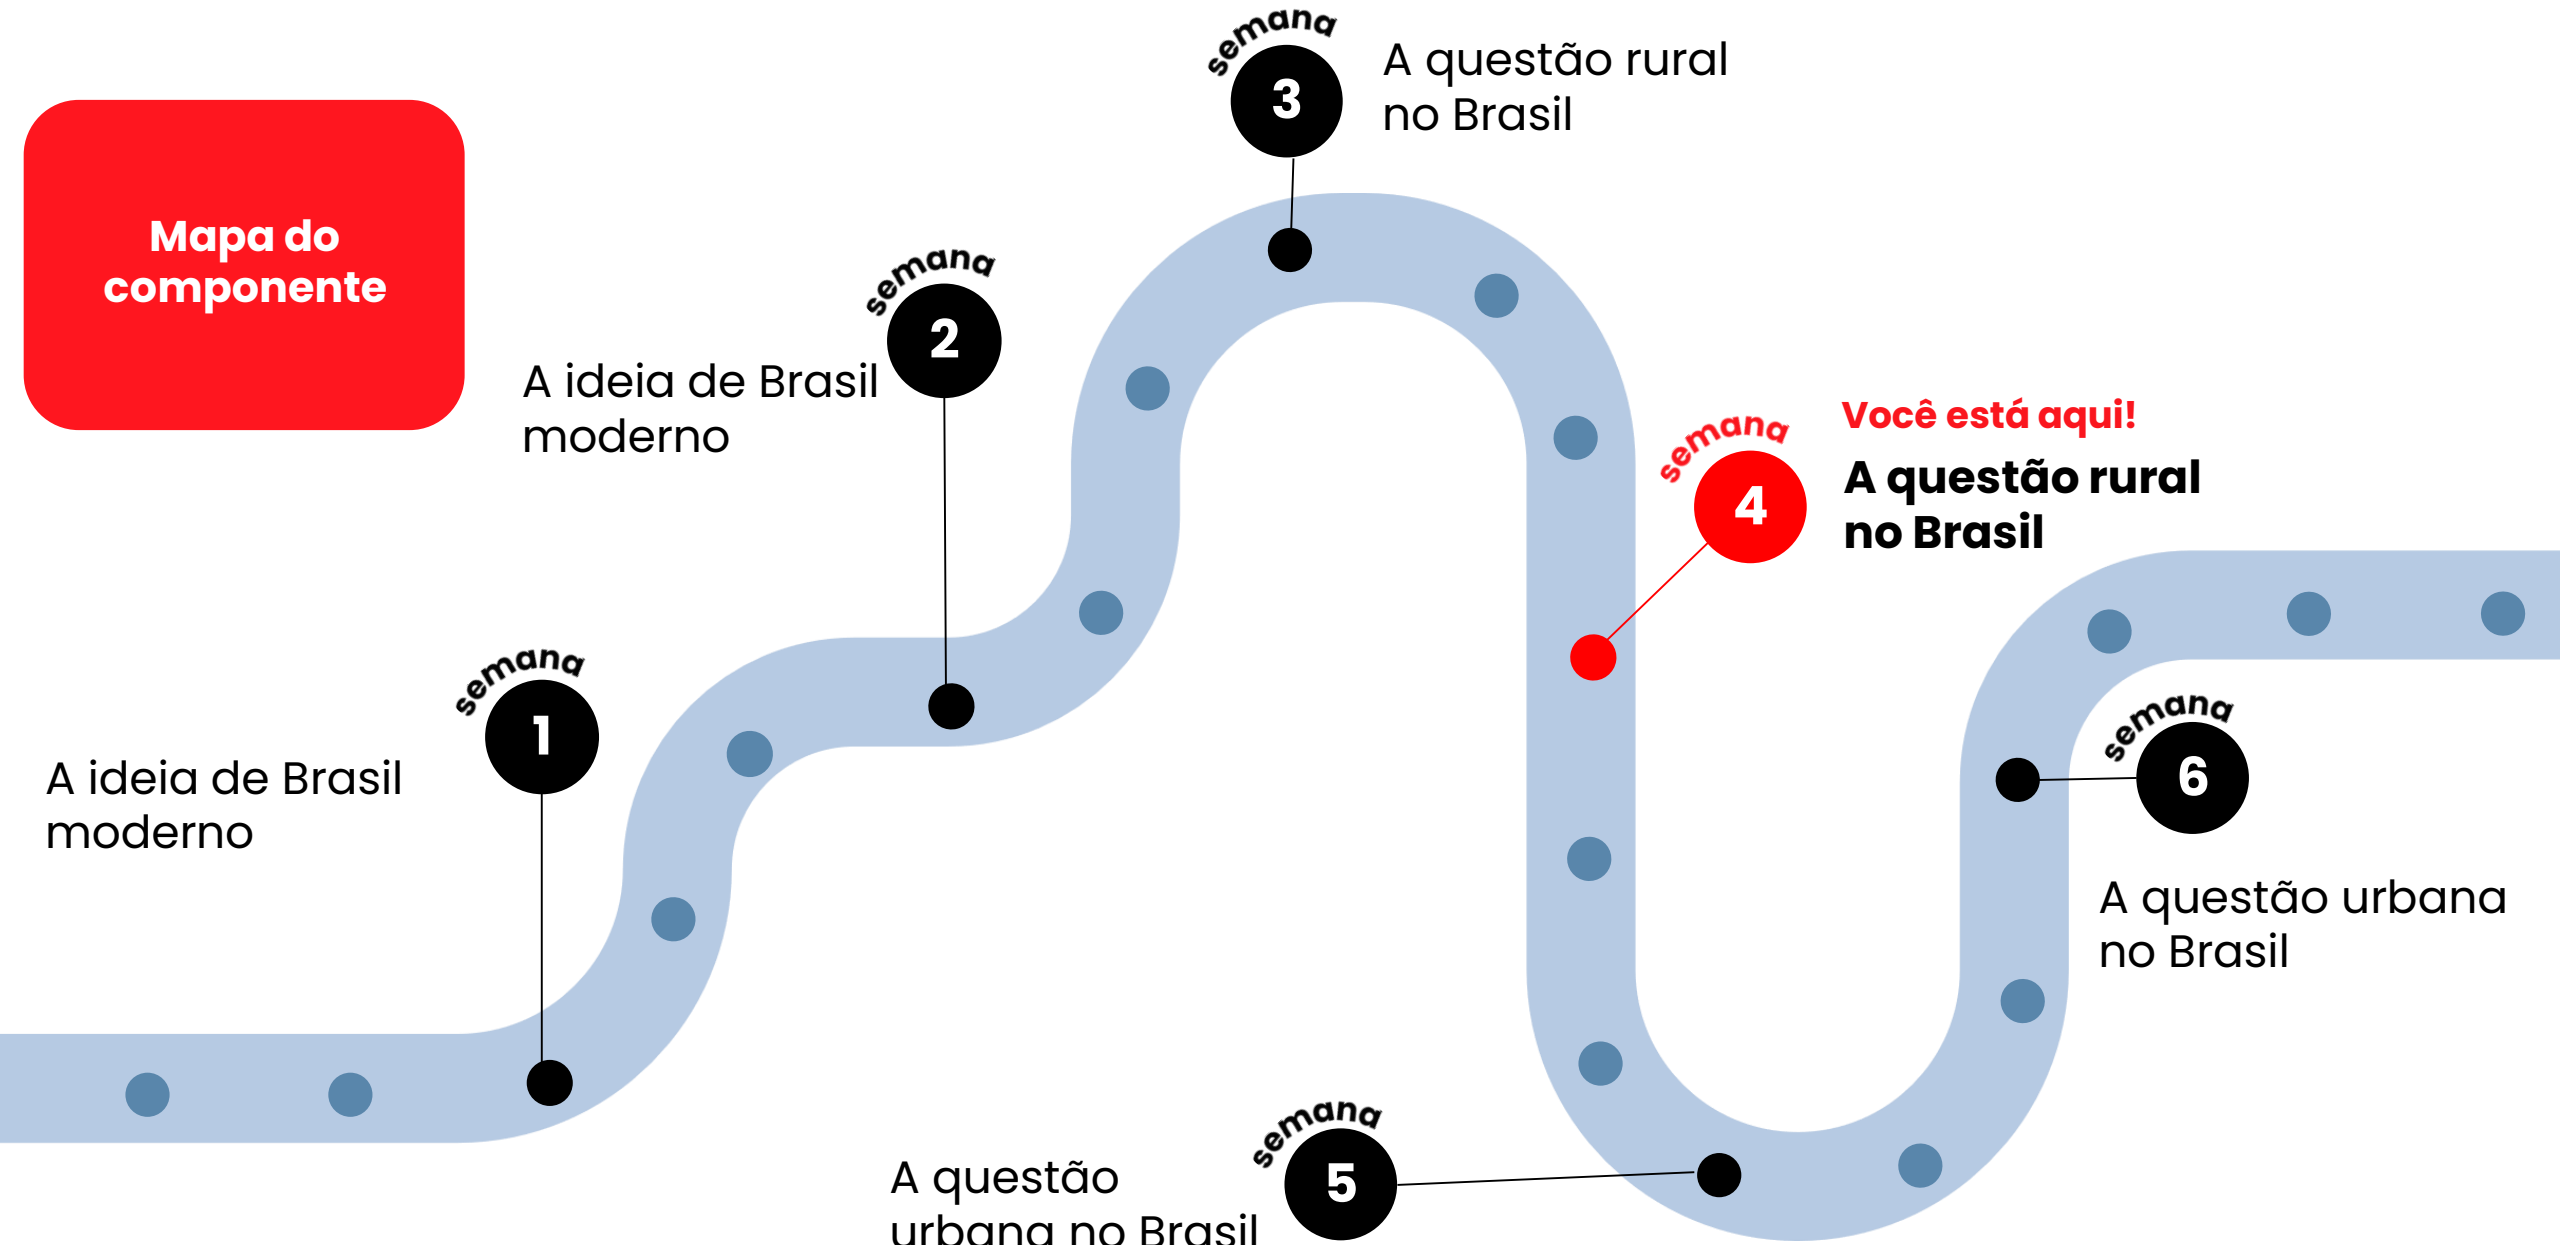 Mapa do
componente
semana
1
A ideia de Brasil
moderno
semana
2
A ideia de Brasil
moderno
semana
3
A questão rural
no Brasil
semana
4
Você está aqui!
A questão rural
no Brasil
semana
5
A questão
urbana no Brasil
semana
6
A questão urbana
no Brasil